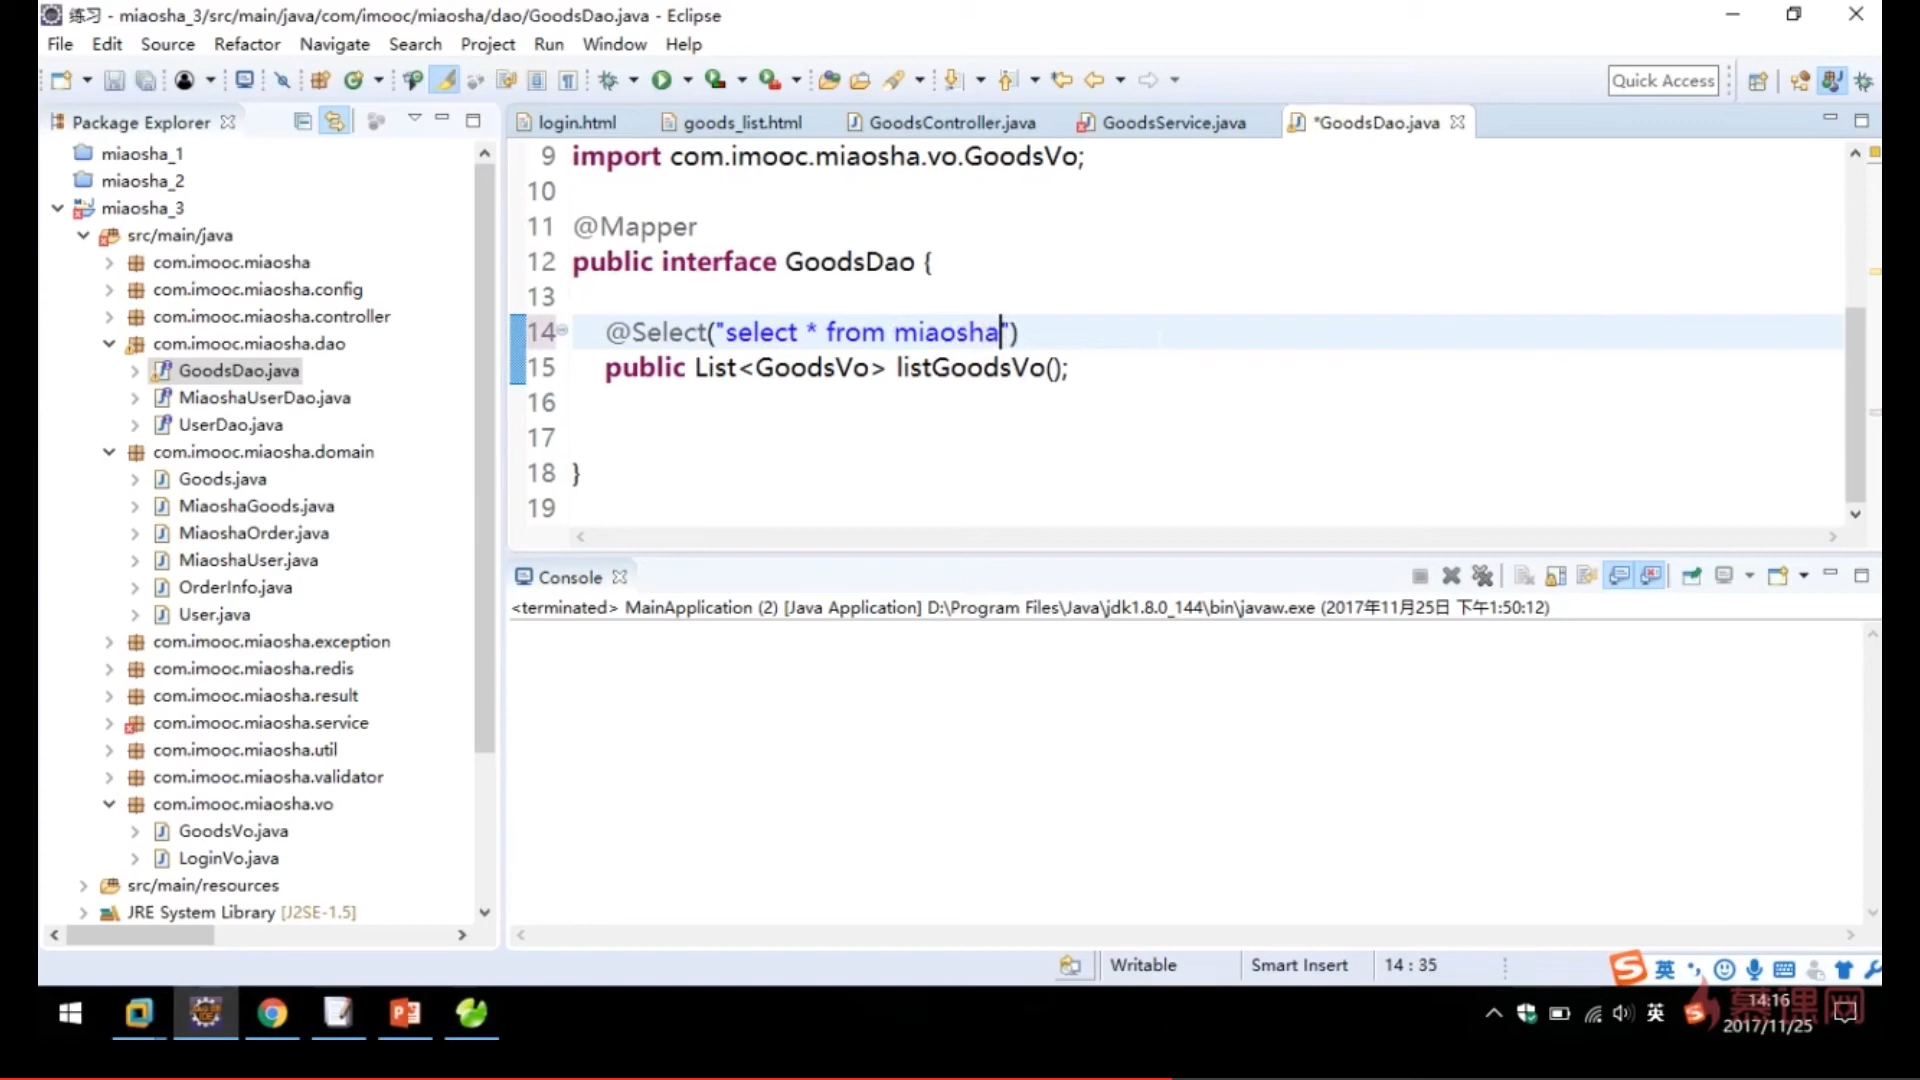 练习 - miaosha_3/src/main/java/com/imooc/miaosha/dao/GoodsDao.java - Eclipse
File Edit Source Refactor Navigate Search Project Run Window Help
Quick Access
Package Explorer
miaosha_1
miaosha_2
miaosha_3
src/main/java
com.imooc.miaosha
com.imooc.miaosha.config
com.imooc.miaosha.controller
com.imooc.miaosha.dao
GoodsDao.java
MiaoshaUserDao.java
UserDao.java
com.imooc.miaosha.domain
Goods.java
MiaoshaGoods.java
MiaoshaOrder.java
MiaoshaUser.java
OrderInfo.java
User.java
com.imooc.miaosha.exception
com.imooc.miaosha.redis
com.imooc.miaosha.result
com.imooc.miaosha.service
com.imooc.miaosha.util
com.imooc.miaosha.validator
com.imooc.miaosha.vo
GoodsVo.java
LoginVo.java
src/main/resources
JRE System Library [J2SE-1.5]
login.html goods_list.html GoodsController.java GoodsService.java *GoodsDao.java
9 import com.imooc.miaosha.vo.GoodsVo;
10
11 @Mapper
12 public interface GoodsDao {
13
14 @Select("select * from miaosha")
15 public List<GoodsVo> listGoodsVo();
16
17
18 }
19
Console
<terminated> MainApplication (2) [Java Application] D:\Program Files\Java\jdk1.8.0_144\bin\javaw.exe (2017年11月25日 下午1:50:12)
Writable Smart Insert 14 : 35
英
英
14:16
2017/11/25
慕课网